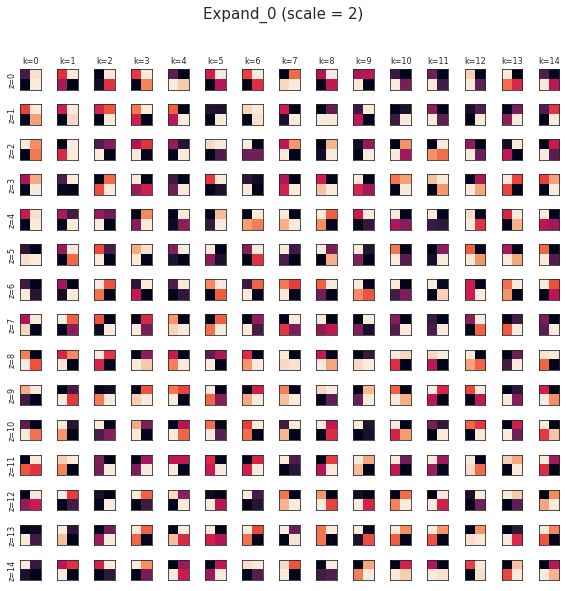 Expand_0 (scale = 2)
k=0 k=1 k=2 k=3 k=4 k=5 k=6 k=7 k=8 k=9 k=10 k=11 k=12 k=13 k=14
z=0
z=1
z=2
z=3
z=4
z=5
z=6
z=7
z=8
z=9
z=10
z=11
z=12
z=13
z=14